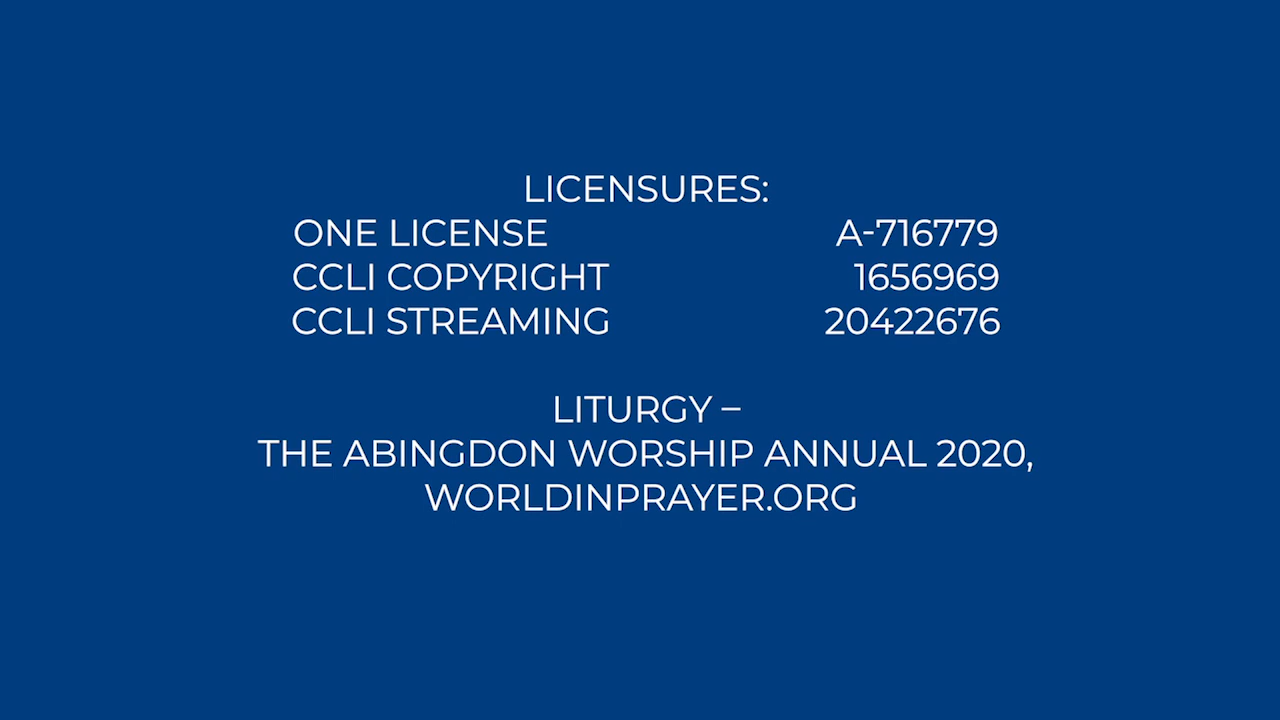 LICENSURES:
ONE LICENSE A-716779
CCLI COPYRIGHT 1656969
CCLI STREAMING 20422676
LITURGY –
THE ABINGDON WORSHIP ANNUAL 2020,
WORLDINPRAYER.ORG